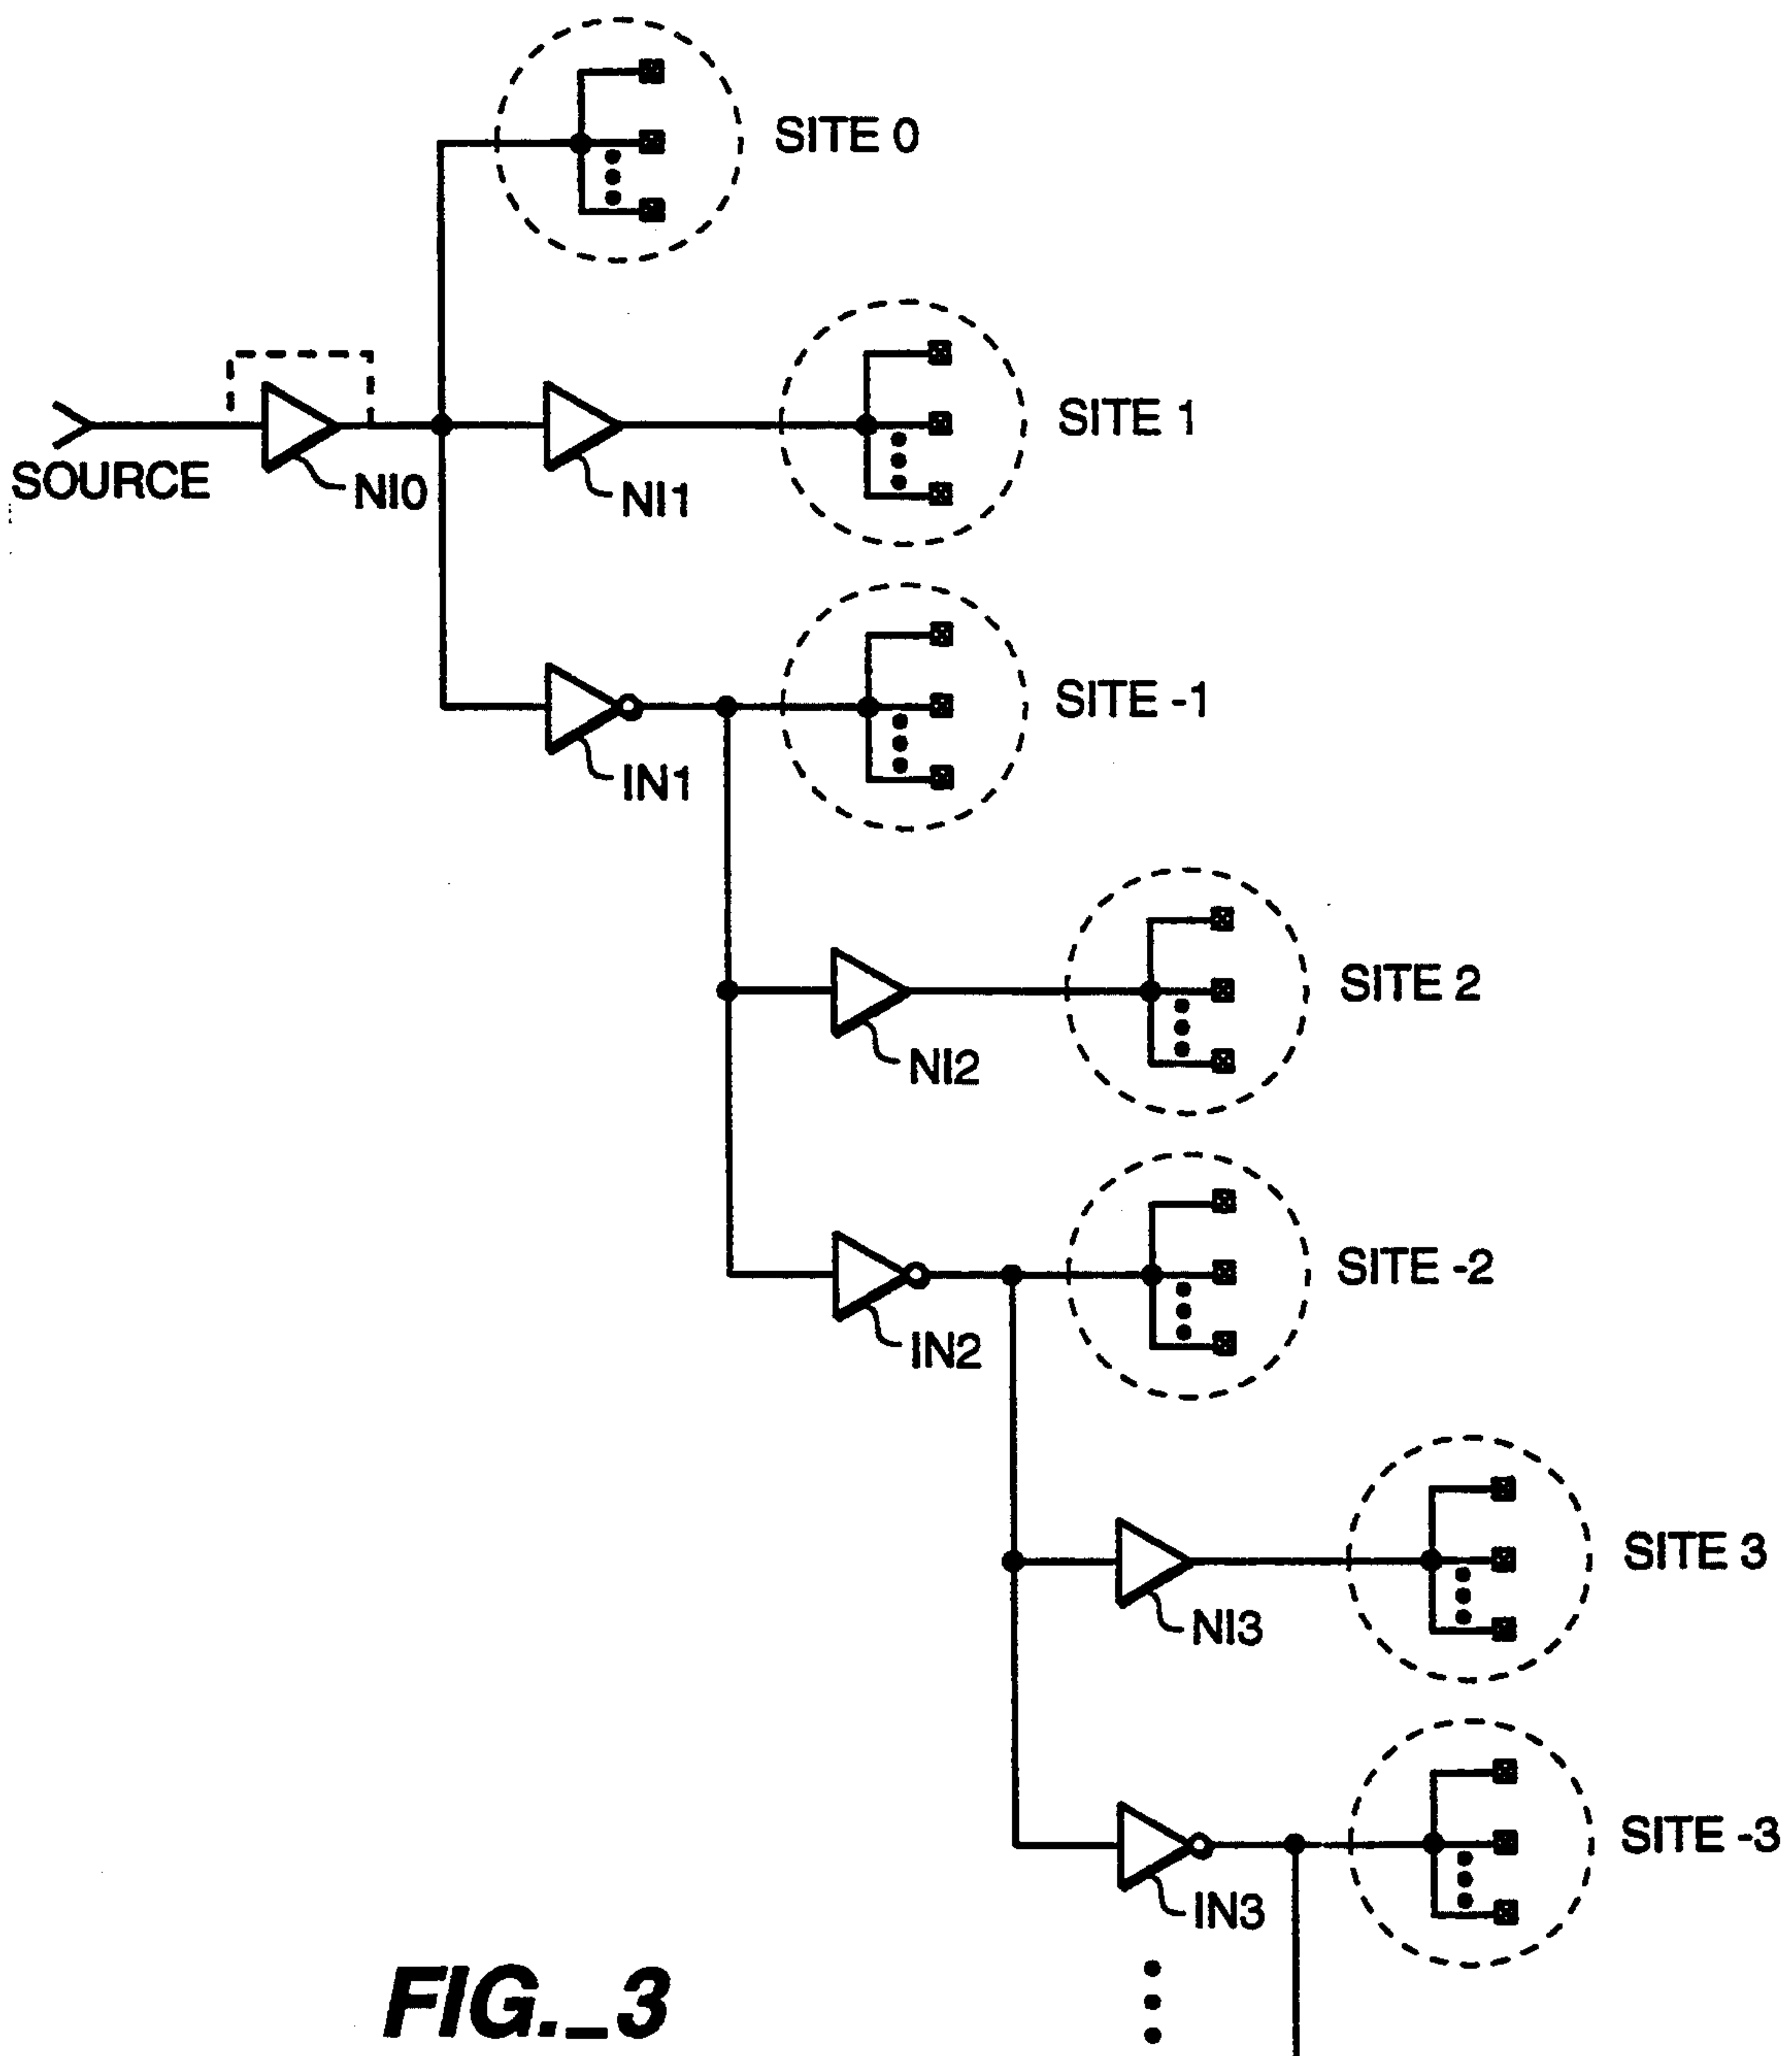 SITE 0
SITE 1
SOURCE
NI0
NI1
SITE -1
IN1
SITE 2
NI2
SITE -2
IN2
SITE 3
NI3
SITE -3
IN3
FIG._3